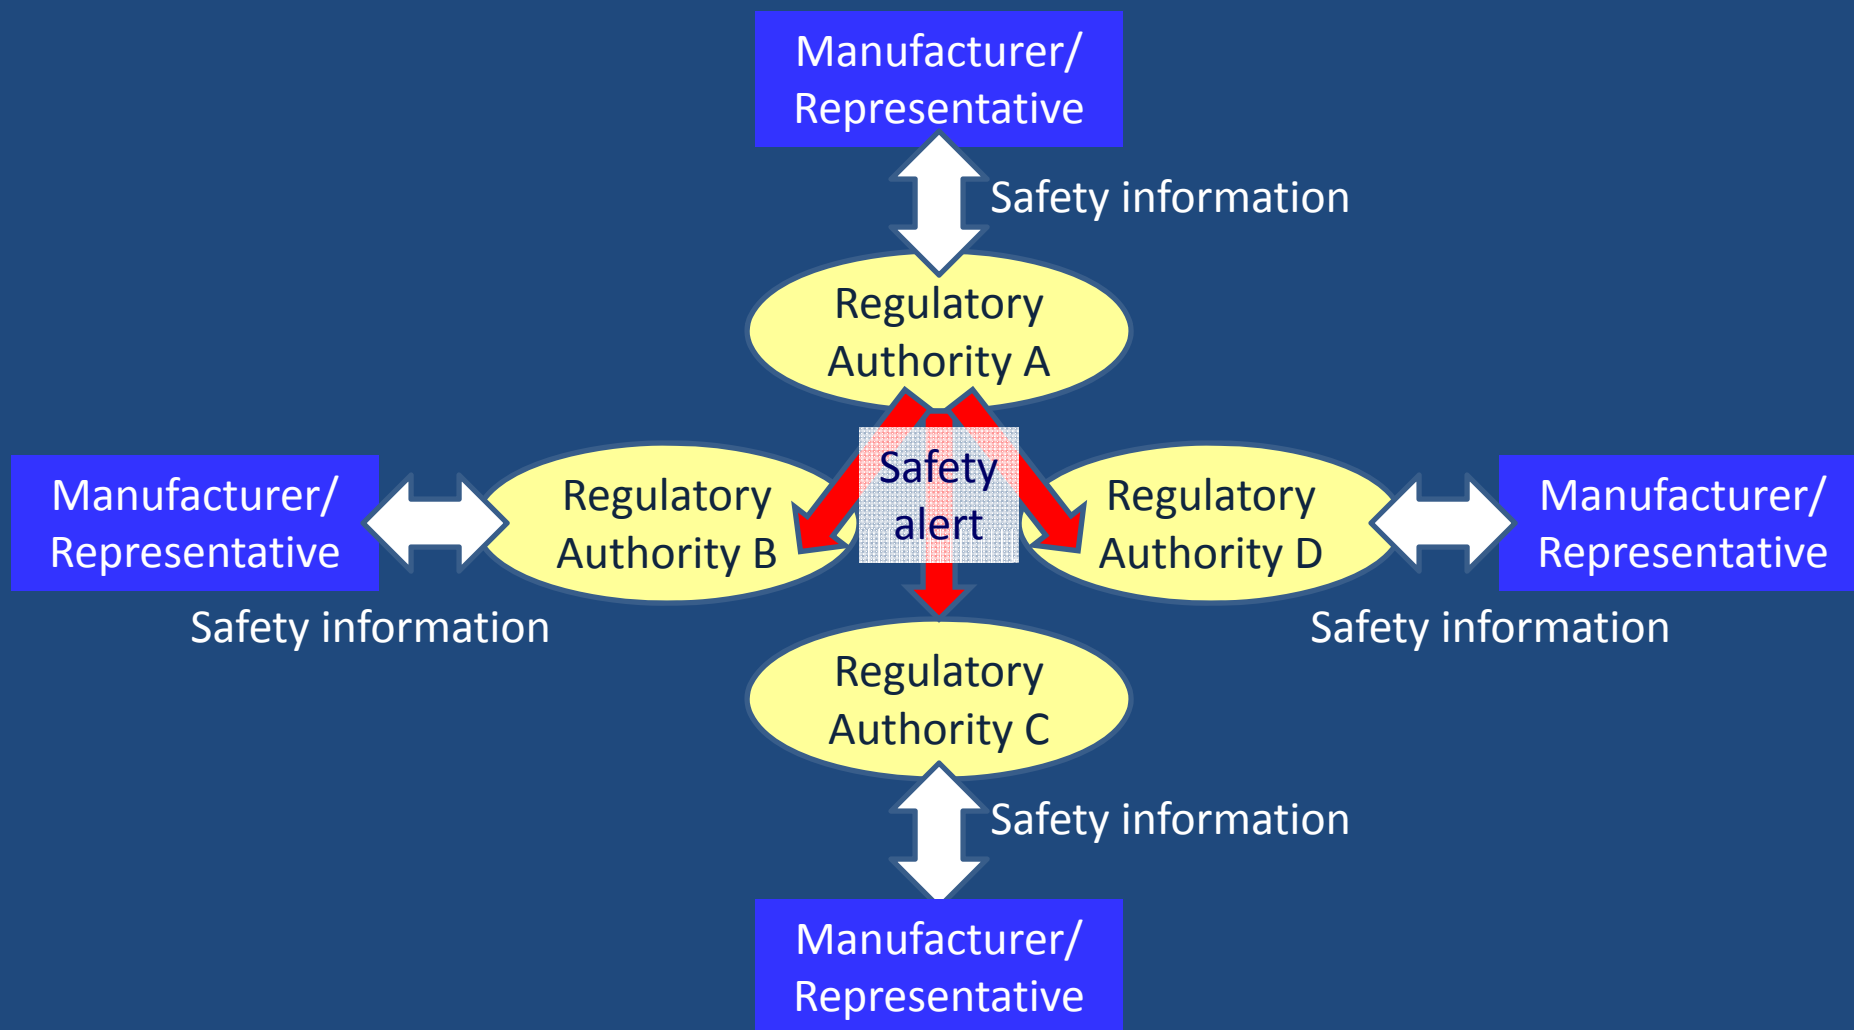 Manufacturer/
Representative
Safety information
Regulatory
Authority A
Manufacturer/
Representative
Safety information
Regulatory
Authority B
Safety
alert
Regulatory
Authority D
Manufacturer/
Representative
Safety information
Regulatory
Authority C
Safety information
Manufacturer/
Representative